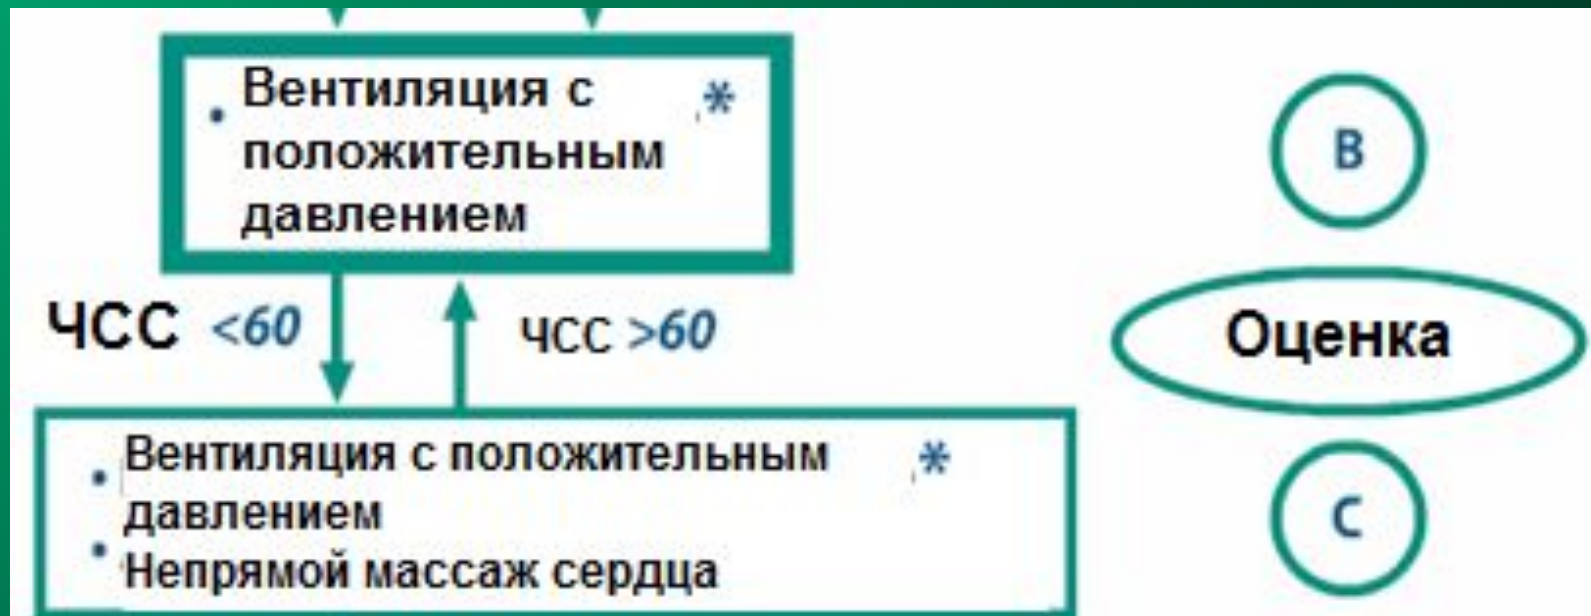 • Вентиляция с *
положительным
давлением
B
ЧСС <60
ЧСС >60
Оценка
• Вентиляция с положительным *
давлением
• Непрямой массаж сердца
C